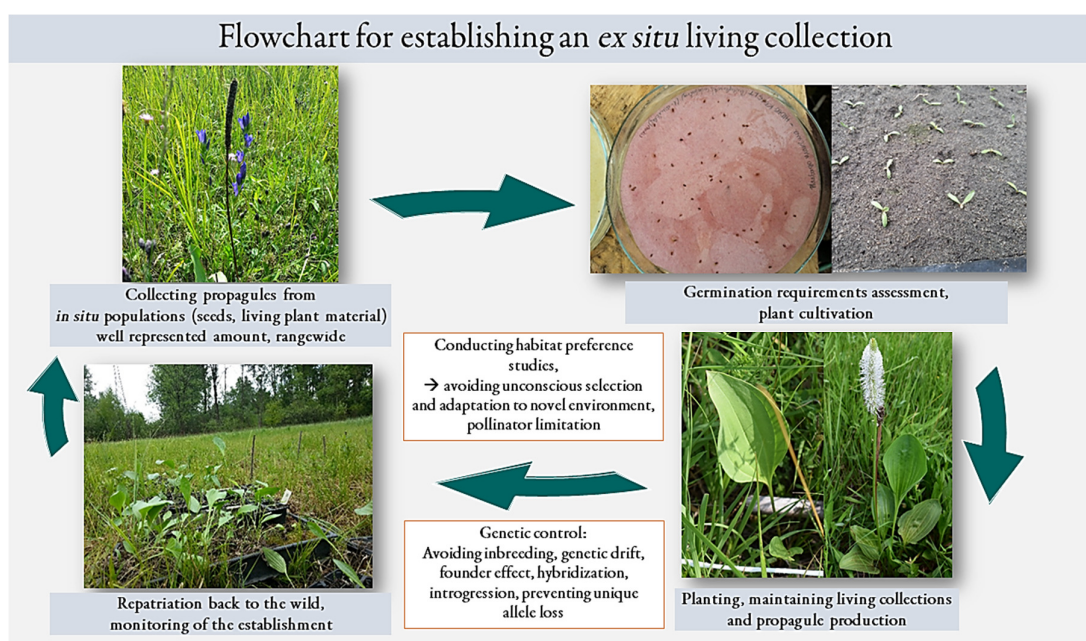 Flowchart for establishing an ex situ living collection
Collecting propagules from
in situ populations (seeds, living plant material)
well represented amount, rangewide
Germination requirements assessment,
plant cultivation
Conducting habitat preference
studies,
→ avoiding unconscious selection
and adaptation to novel environment,
pollinator limitation
Genetic control:
Avoiding inbreeding, genetic drift,
founder effect, hybridization,
introgression, preventing unique
allele loss
Planting, maintaining living collections
and propagule production
Repatriation back to the wild,
monitoring of the establishment